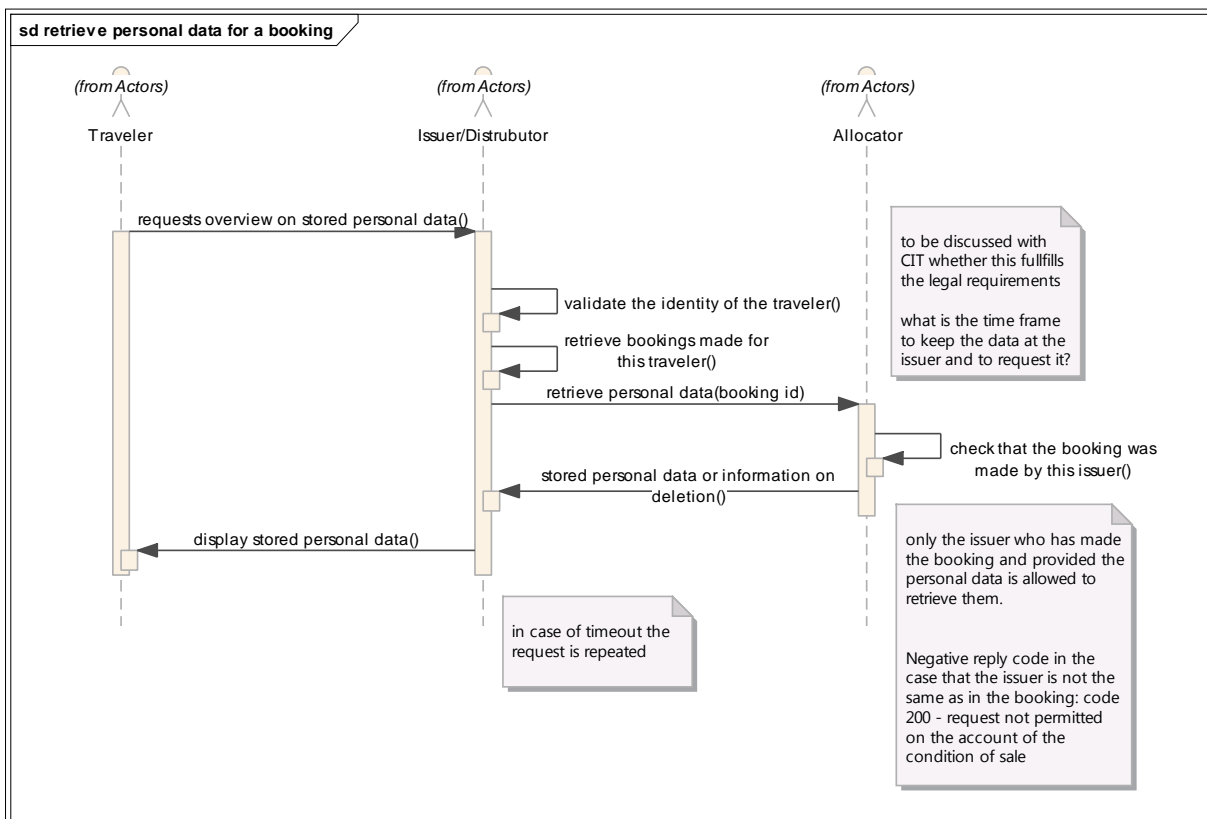 sd retrieve personal data for a booking
(from Actors)
(from Actors)
(from Actors)
Traveler
Issuer/Distrubutor
Allocator
requests overview on stored personal data()
to be discussed with
CIT whether this fullfills
the legal requirements
what is the time frame
to keep the data at the
issuer and to request it?
validate the identity of the traveler()
retrieve bookings made for
this traveler()
retrieve personal data(booking id)
check that the booking was
made by this issuer()
stored personal data or information on
deletion()
display stored personal data()
only the issuer who has made
the booking and provided the
personal data is allowed to
retrieve them.
Negative reply code in the
case that the issuer is not the
same as in the booking: code
200 - request not permitted
on the account of the
condition of sale
in case of timeout the
request is repeated